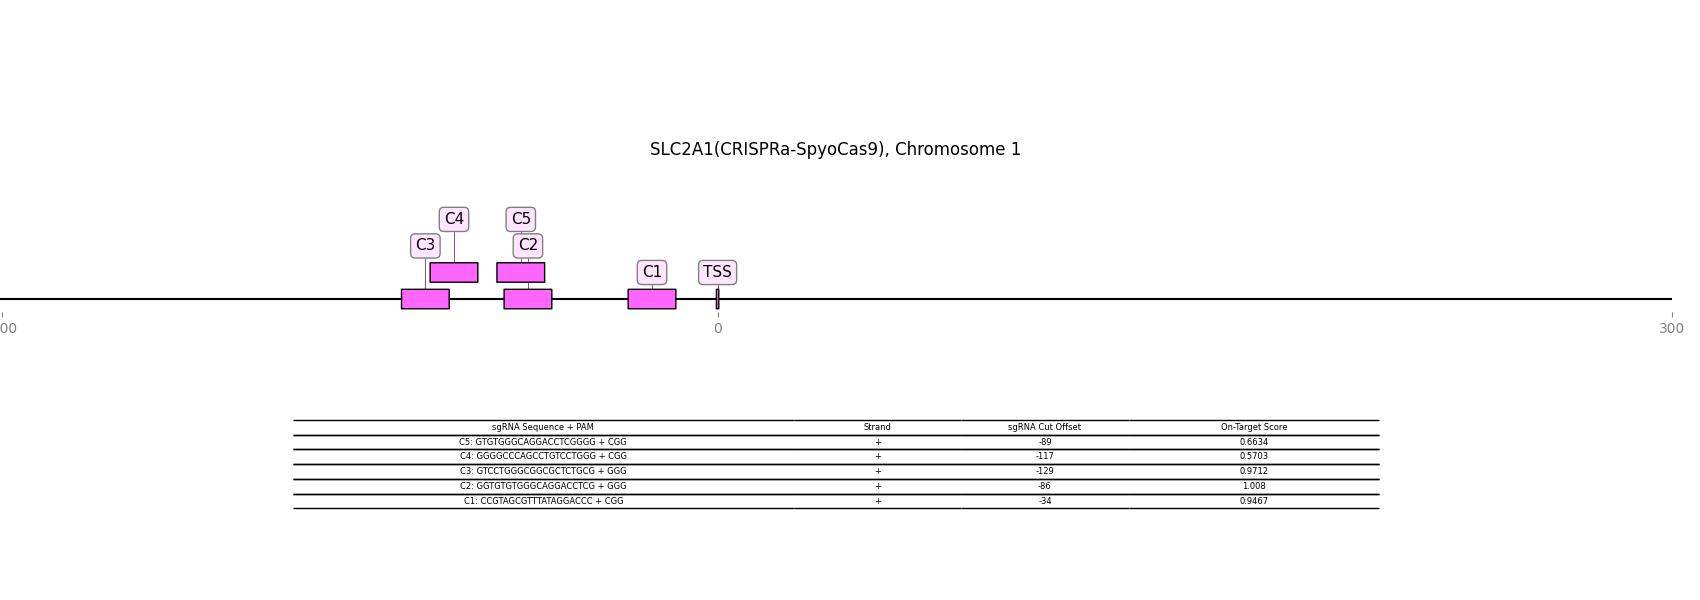 SLC2A1(CRISPRa-SpyoCas9), Chromosome 1
C4 C5
C3 C2
C1 TSS
00 0 300
sgRNA Sequence + PAM Strand sgRNA Cut Offset On-Target Score
C5: GTGTGGGCAGGACCTCGGGG + CGG + -89 0.6634
C4: GGGGCCCAGCCTGTCCTGGG + CGG + -117 0.5703
C3: GTCCTGGGCGGCGCTCTGCG + GGG + -129 0.9712
C2: GGTGTGTGGGCAGGACCTCG + GGG + -86 1.008
C1: CCGTAGCGTTTATAGGACCC + CGG + -34 0.9467